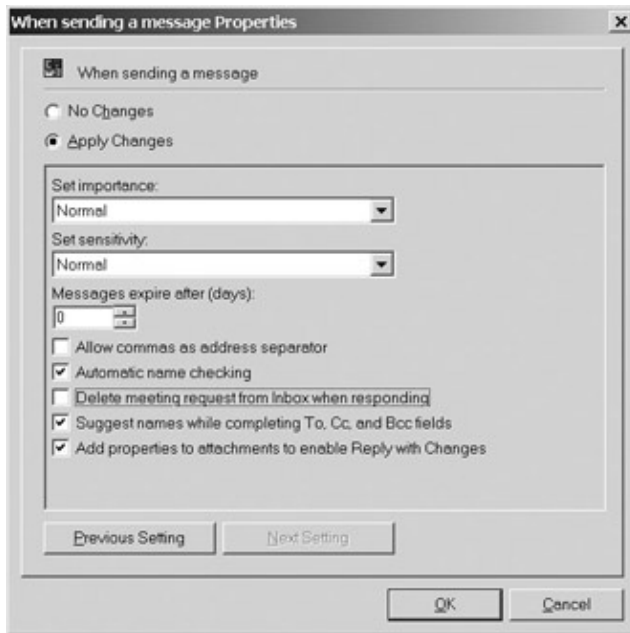 When sending a message Properties
When sending a message
No Changes
Apply Changes
Set importance:
Normal
Set sensitivity:
Normal
Messages expire after (days):
0
Allow commas as address separator
Automatic name checking
Delete meeting request from Inbox when responding
Suggest names while completing To, Cc, and Bcc fields
Add properties to attachments to enable Reply with Changes
Previous Setting Next Setting
OK Cancel